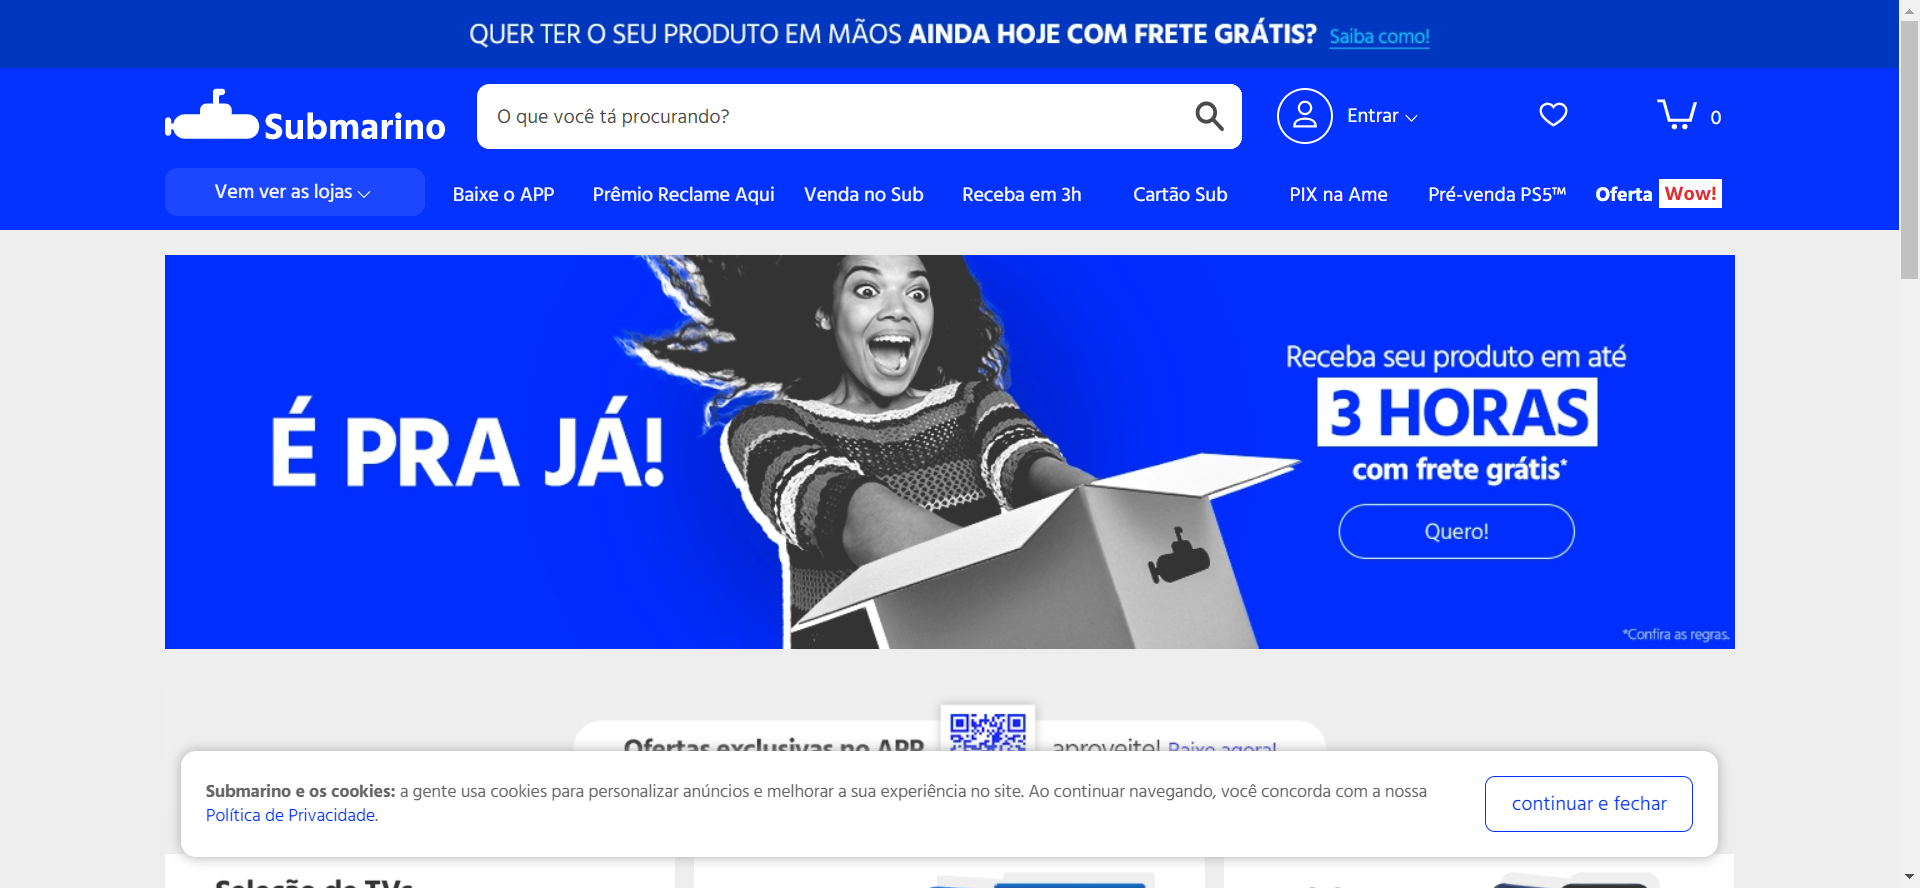 QUER TER O SEU PRODUTO EM MÃOS AINDA HOJE COM FRETE GRÁTIS? Saiba como!
Submarino
O que você tá procurando?
Entrar
0
Vem ver as lojas
Baixe o APP
Prêmio Reclame Aqui
Venda no Sub
Receba em 3h
Cartão Sub
PIX na Ame
Pré-venda PS5™
Oferta Wow!
É PRA JÁ!
Receba seu produto em até
3 HORAS
com frete grátis*
Quero!
*Confira as regras.
Ofertas exclusivas no APP aproveite! Baixe agora!
Submarino e os cookies: a gente usa cookies para personalizar anúncios e melhorar a sua experiência no site. Ao continuar navegando, você concorda com a nossa
Política de Privacidade.
continuar e fechar
Seleção de TVs